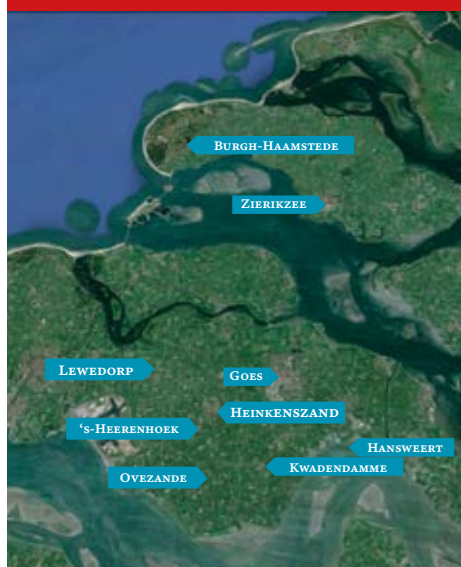 Burgh-Haamstede
Zierikzee
Lewedorp
Goes
Heinkenszand
‘s-Heerenhoek
Hansweert
Kwadendamme
Ovezande